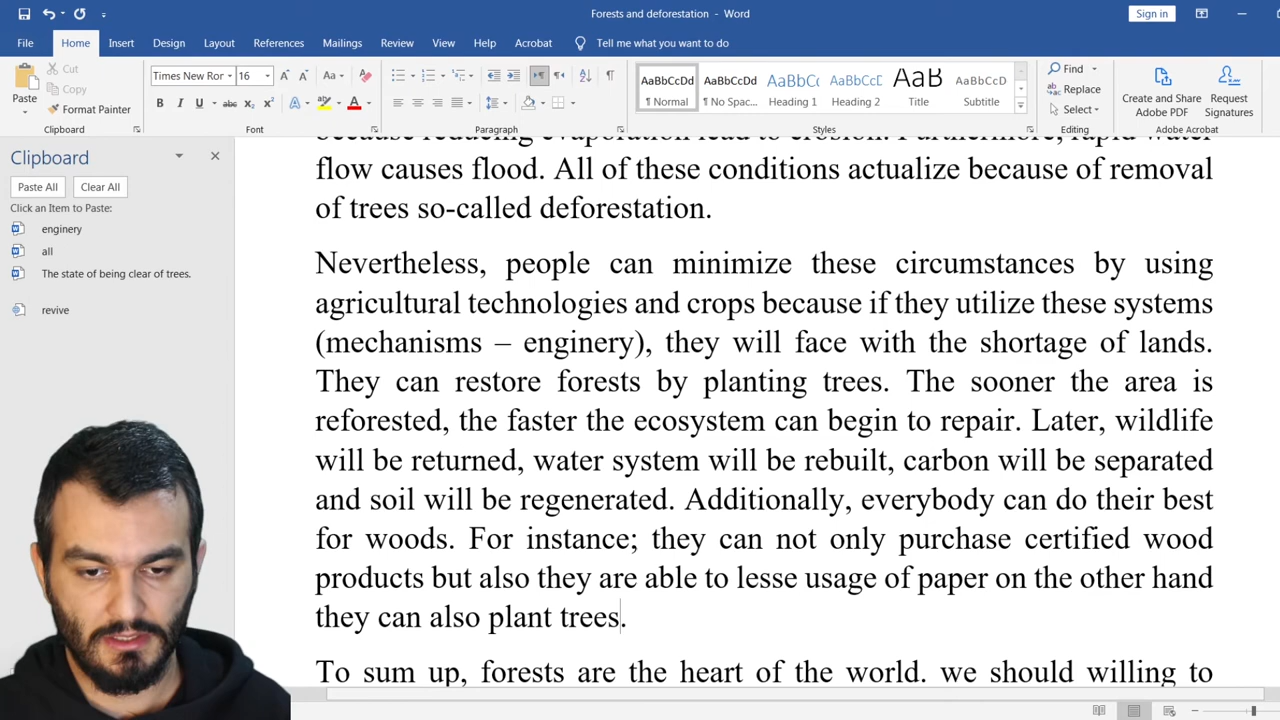 Forests and deforestation - Word
Sign in
File Home Insert Design Layout References Mailings Review View Help Acrobat Tell me what you want to do
Paste
Cut
Copy
Format Painter
Times New Ror 16
AaBbCcDd
¶ Normal
AaBbCcDd
¶ No Spac...
AaBbC(
Heading 1
AaBbCcD
Heading 2
AaB
Title
AaBbCcD
Subtitle
Find
Replace
Select
Create and Share
Adobe PDF
Request
Signatures
Clipboard Font Paragraph Styles Editing Adobe Acrobat
Clipboard
Paste All Clear All
Click an Item to Paste:
enginery
all
The state of being clear of trees.
revive
because reducing evaporation lead to erosion. Furthermore, rapid water
flow causes flood. All of these conditions actualize because of removal
of trees so-called deforestation.
Nevertheless, people can minimize these circumstances by using
agricultural technologies and crops because if they utilize these systems
(mechanisms – enginery), they will face with the shortage of lands.
They can restore forests by planting trees. The sooner the area is
reforested, the faster the ecosystem can begin to repair. Later, wildlife
will be returned, water system will be rebuilt, carbon will be separated
and soil will be regenerated. Additionally, everybody can do their best
for woods. For instance; they can not only purchase certified wood
products but also they are able to lesse usage of paper on the other hand
they can also plant trees.
To sum up, forests are the heart of the world. we should willing to